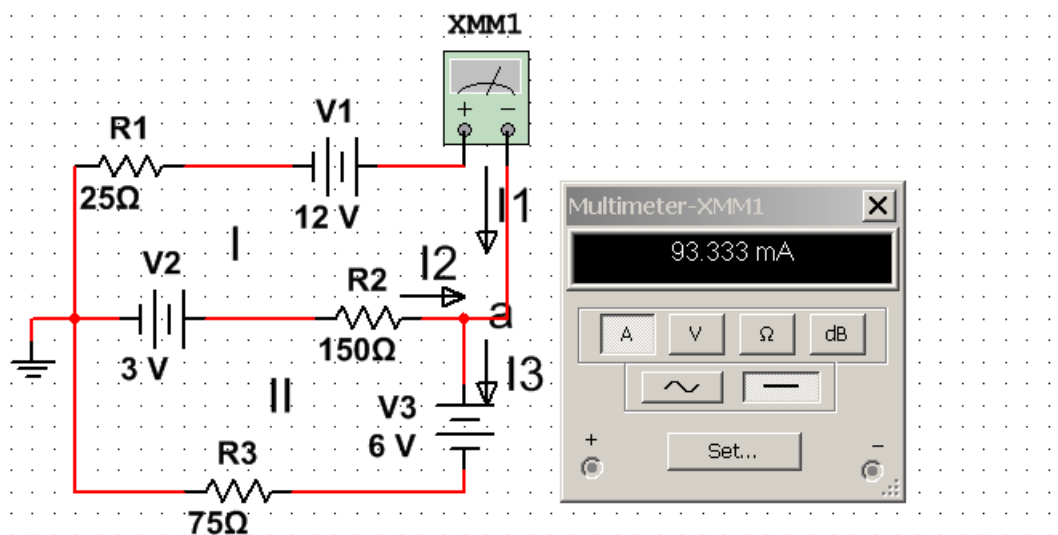 XMM1
+ −
R1
V1
25Ω
12 V
I1
I
V2
I2
R2
a
3 V
150Ω
I3
II
V3
6 V
R3
75Ω
Multimeter-XMM1
93.333 mA
A V Ω dB
+ −
Set...